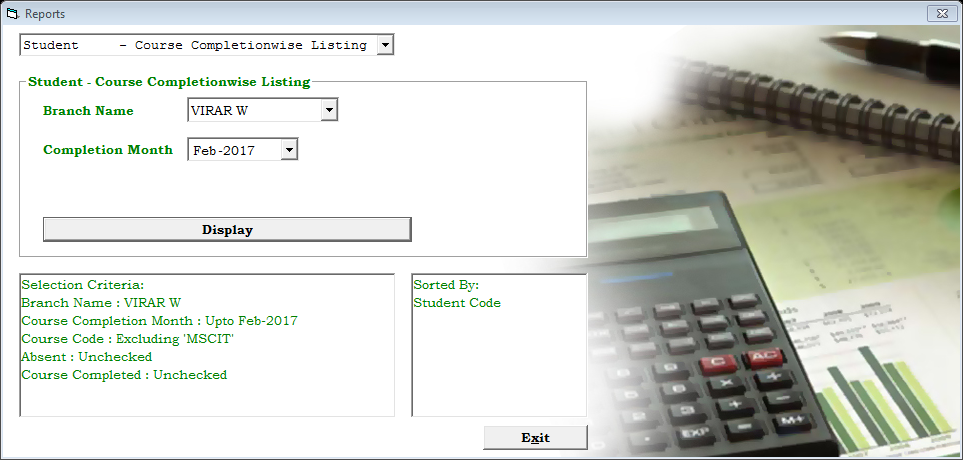 Reports
Student - Course Completionwise Listing
Student - Course Completionwise Listing
Branch Name VIRAR W
Completion Month Feb-2017
Display
Selection Criteria:
Branch Name : VIRAR W
Course Completion Month : Upto Feb-2017
Course Code : Excluding 'MSCIT'
Absent : Unchecked
Course Completed : Unchecked
Sorted By:
Student Code
Exit
C AC
EXP